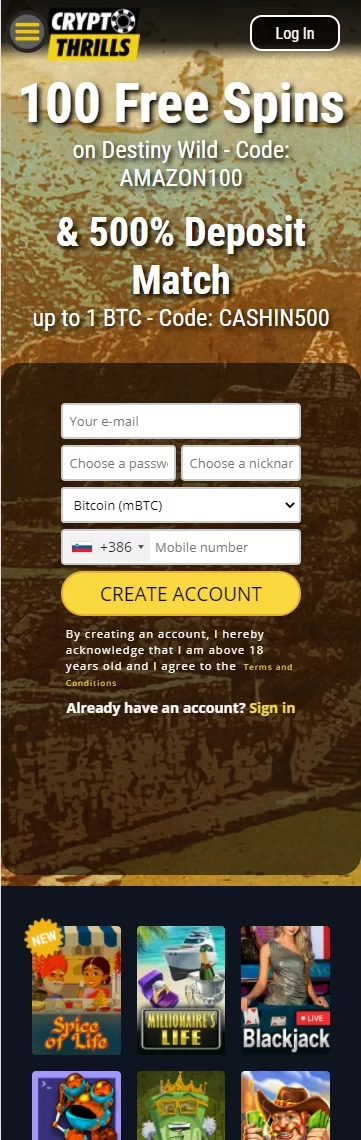 CRYPTO THRILLS
Log In
100 Free Spins
on Destiny Wild - Code:
AMAZON100
& 500% Deposit
Match
up to 1 BTC - Code: CASHIN500
Your e-mail
Choose a passw
Choose a nicknar
Bitcoin (mBTC)
+386
Mobile number
CREATE ACCOUNT
By creating an account, I hereby
acknowledge that I am above 18
years old and I agree to the Terms and
Conditions
Already have an account? Sign in
NEW
Spice
of Life
MILLIONAIRE'S
LIFE
LIVE
Blackjack